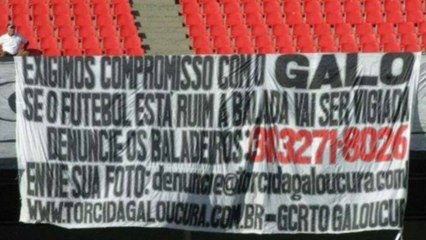 EXIGIMOS COMPROMISSO COM O GALO
SE O FUTEBOL ESTÁ RUIM A BALADA VAI SER VIGIADA
DENUNCIE OS BALADEIROS: 31 3271-8026
ENVIE SUA FOTO: denuncie@torcidagaloucura.com
WWW.TORCIDAGALOUCURA.COM.BR - GCRTO GALOUCUR